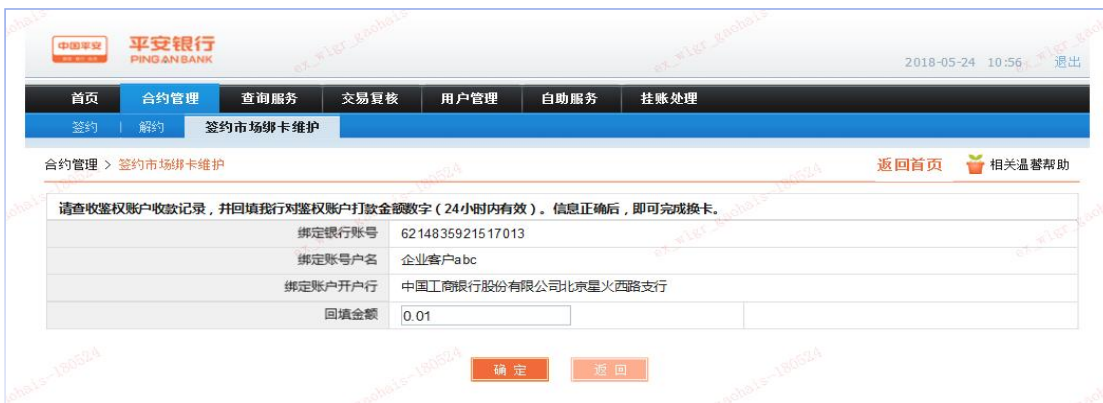 中国平安
平安银行
PINGAN BANK
2018-05-24 10:56 退出
首页 合约管理 查询服务 交易复核 用户管理 自助服务 挂账处理
签约 | 解约 签约市场绑卡维护
合约管理 > 签约市场绑卡维护 返回首页 相关温馨帮助
请查收鉴权账户收款记录，并回填我行对鉴权账户打款金额数字（24小时内有效）。信息正确后，即可完成换卡。
绑定银行账号 6214835921517013
绑定账号户名 企业客户abc
绑定账户开户行 中国工商银行股份有限公司北京星火西路支行
回填金额 0.01
确 定 返 回